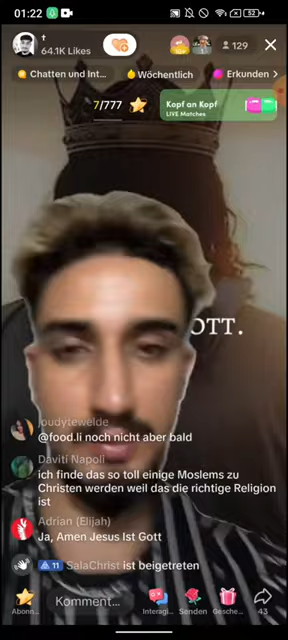 01:22
52
†
64.1K Likes
129
Chatten und Int...
Wöchentlich
Erkunden >
7/777
Kopf an Kopf
LIVE Matches
OTT.
joudytewelde
@food.li noch nicht aber bald
Daviti Napoli
ich finde das so toll einige Moslems zu
Christen werden weil das die richtige Religion
ist
Adrian (Elijah)
Ja, Amen Jesus Ist Gott
11 SalaChrist ist beigetreten
Abonn...
Komment...
Interagi...
Senden
Gesche...
43